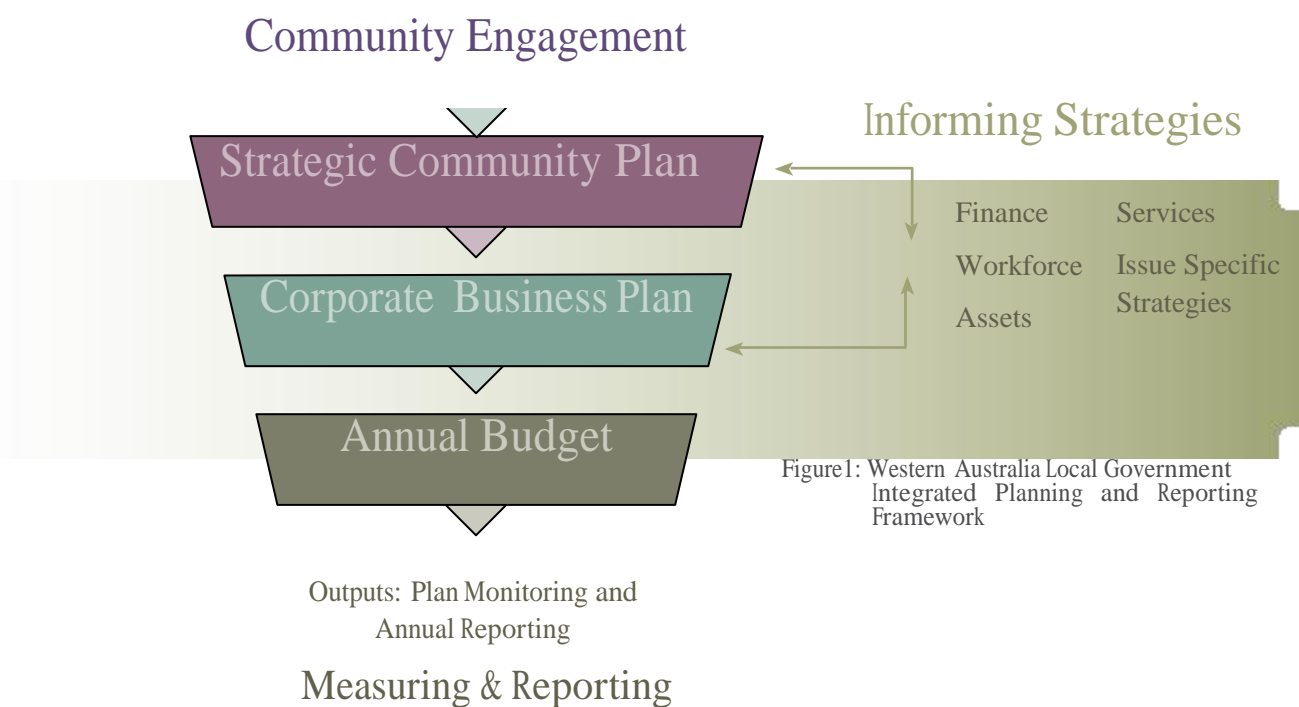 Community Engagement
Informing Strategies
Strategic Community Plan
Finance
Services
Corporate Business Plan
Workforce
Issue Specific
Strategies
Assets
Annual Budget
Figure1: Western Australia Local Government
Integrated Planning and Reporting
Framework
Outputs: Plan Monitoring and
Annual Reporting
Measuring & Reporting